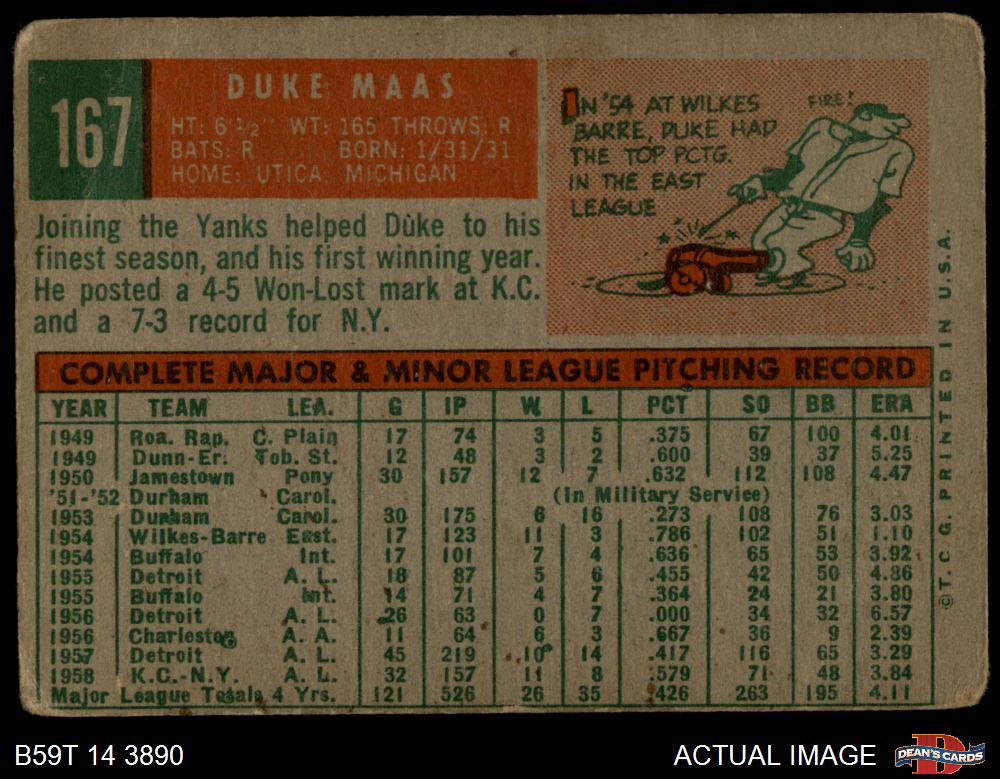 167
DUKE MAAS
HT: 6'½" WT: 165 THROWS: R
BATS: R BORN: 1/31/31
HOME: UTICA, MICHIGAN
Joining the Yanks helped Duke to his
finest season, and his first winning year.
He posted a 4-5 Won-Lost mark at K.C.
and a 7-3 record for N.Y.
IN '54 AT WILKES
BARRE, DUKE HAD
THE TOP PCTG.
IN THE EAST
LEAGUE
FIRE!
COMPLETE MAJOR & MINOR LEAGUE PITCHING RECORD
YEAR TEAM LEA. G IP W L PCT SO BB ERA
1949 Roa. Rap. C. Plain 17 74 3 5 .375 67 100 4.01
1949 Dunn-Er. Tob. St. 12 48 3 2 .600 39 37 5.25
1950 Jamestown Pony 30 157 12 7 .632 112 108 4.47
'51-'52 Durham Carol. (In Military Service)
1953 Durham Carol. 30 175 6 16 .273 108 76 3.03
1954 Wilkes-Barre East. 17 123 11 3 .786 102 51 1.10
1954 Buffalo Int. 17 101 7 4 .636 65 53 3.92
1955 Detroit A. L. 18 87 5 6 .455 42 50 4.86
1955 Buffalo Int. 14 71 4 7 .364 24 21 3.80
1956 Detroit A. L. 26 63 0 7 .000 34 32 6.57
1956 Charleston A. A. 11 64 6 3 .667 36 9 2.39
1957 Detroit A. L. 45 219 10 14 .417 116 65 3.29
1958 K.C.-N.Y. A. L. 32 157 11 8 .579 71 48 3.84
Major League Totals 4 Yrs. 121 526 26 35 .426 263 195 4.11
© T. C. G. PRINTED IN U.S.A.
B59T 14 3890
ACTUAL IMAGE
D
DEAN'S CARDS